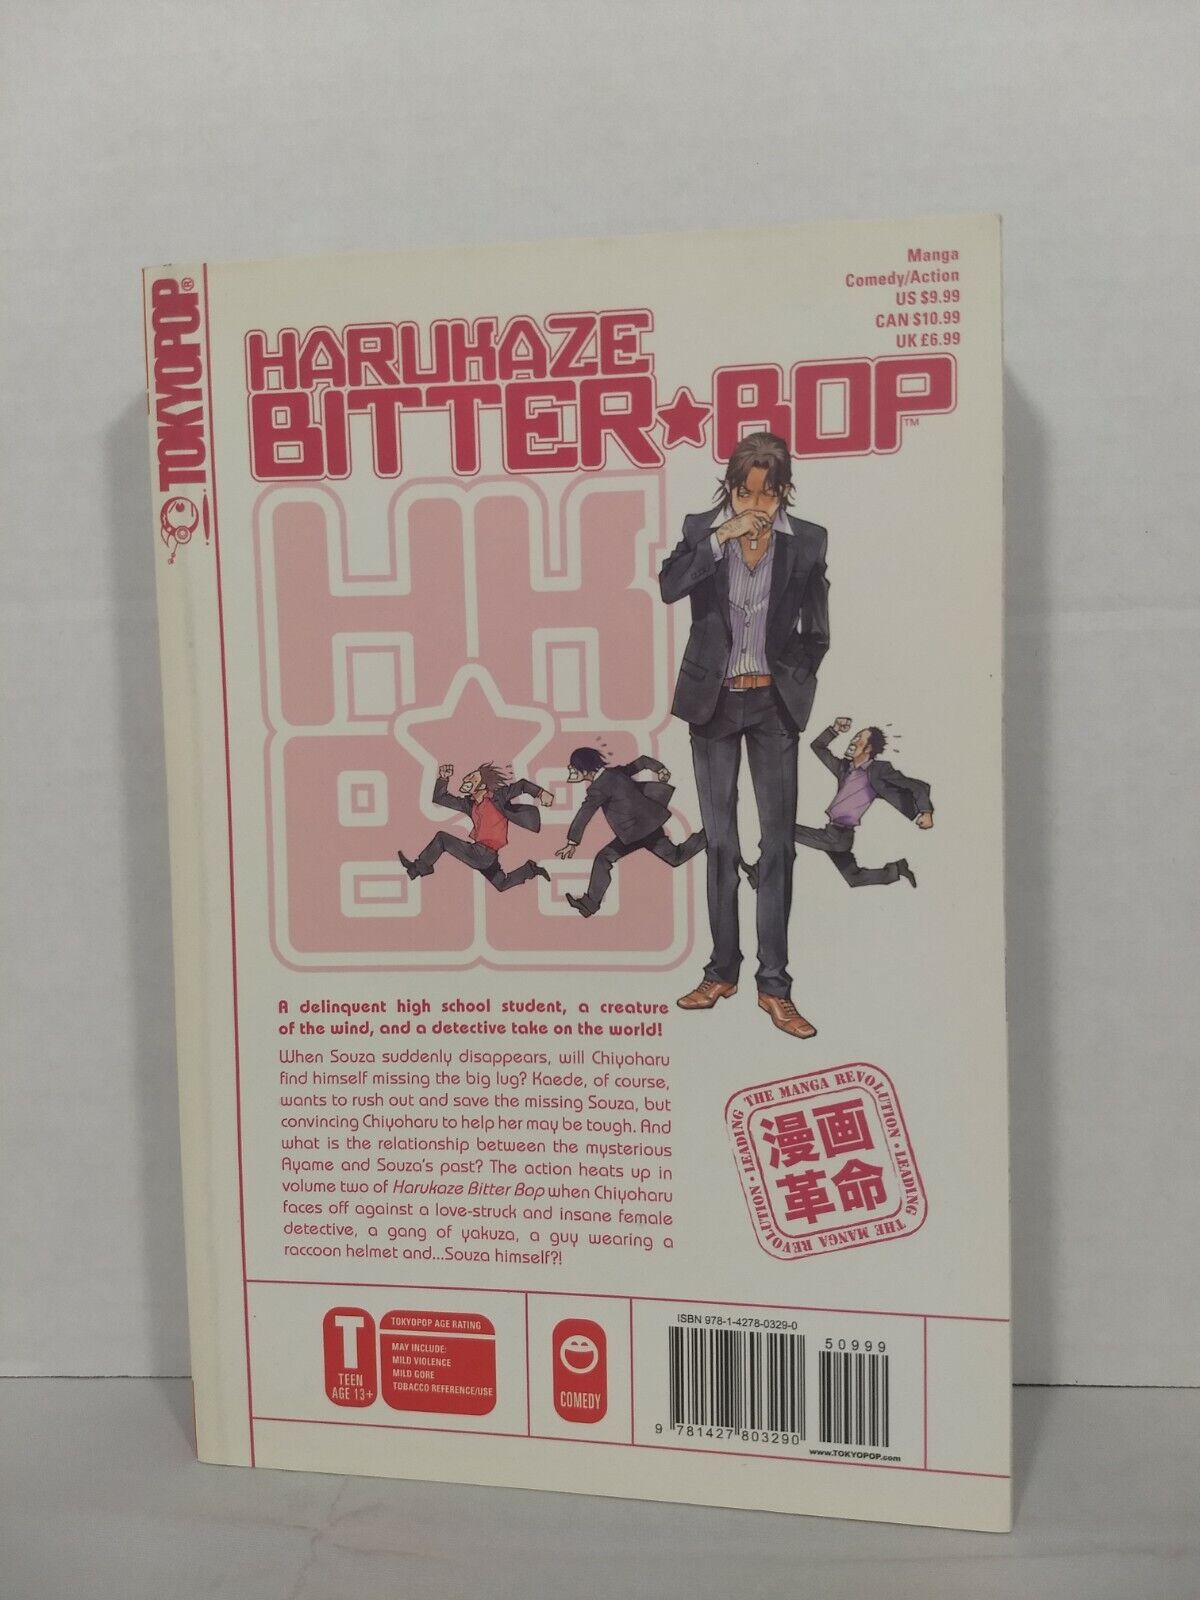 TOKYOPOP®
Manga
Comedy/Action
US $9.99
CAN $10.99
UK £6.99
HARUKAZE
BITTER★BOP™
HK
B★B
A delinquent high school student, a creature
of the wind, and a detective take on the world!
When Souza suddenly disappears, will Chiyoharu
find himself missing the big lug? Kaede, of course,
wants to rush out and save the missing Souza, but
convincing Chiyoharu to help her may be tough. And
what is the relationship between the mysterious
Ayame and Souza's past? The action heats up in
volume two of Harukaze Bitter Bop when Chiyoharu
faces off against a love-struck and insane female
detective, a gang of yakuza, a guy wearing a
raccoon helmet and...Souza himself?!
LEADING THE MANGA REVOLUTION • LEADING THE MANGA REVOLUTION •
漫画
革命
T
TEEN
AGE 13+
TOKYOPOP AGE RATING
MAY INCLUDE:
MILD VIOLENCE
MILD GORE
TOBACCO REFERENCE/USE
COMEDY
ISBN 978-1-4278-0329-0
50999
9 781427 803290
www.TOKYOPOP.com